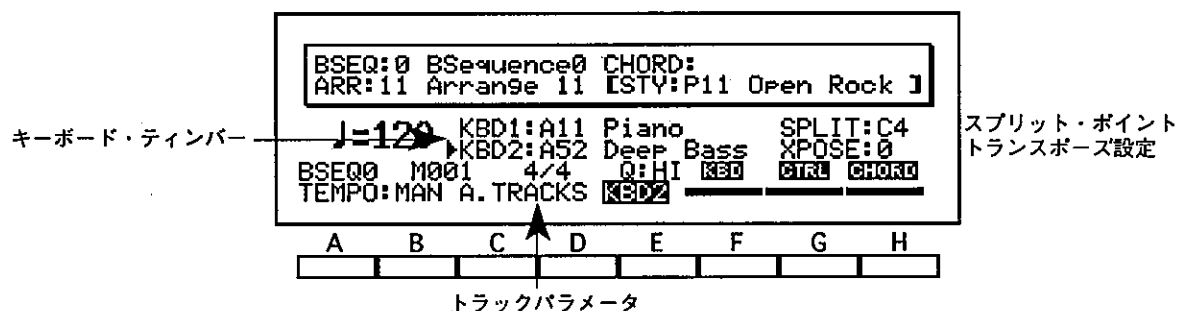 BSEQ:0 BSequence0 CHORD:
ARR:11 Arrange 11 [STY:P11 Open Rock ]
キーボード・ティンバー
♩=120 KBD1:A11 Piano SPLIT:C4
▶KBD2:A52 Deep Bass XPOSE:0
スプリット・ポイント
トランスポーズ設定
BSEQ0 M001 4/4 Q:HI KBD CTRL CHORD
TEMPO:MAN A.TRACKS KBD2
A B C D E F G H
トラックパラメータ